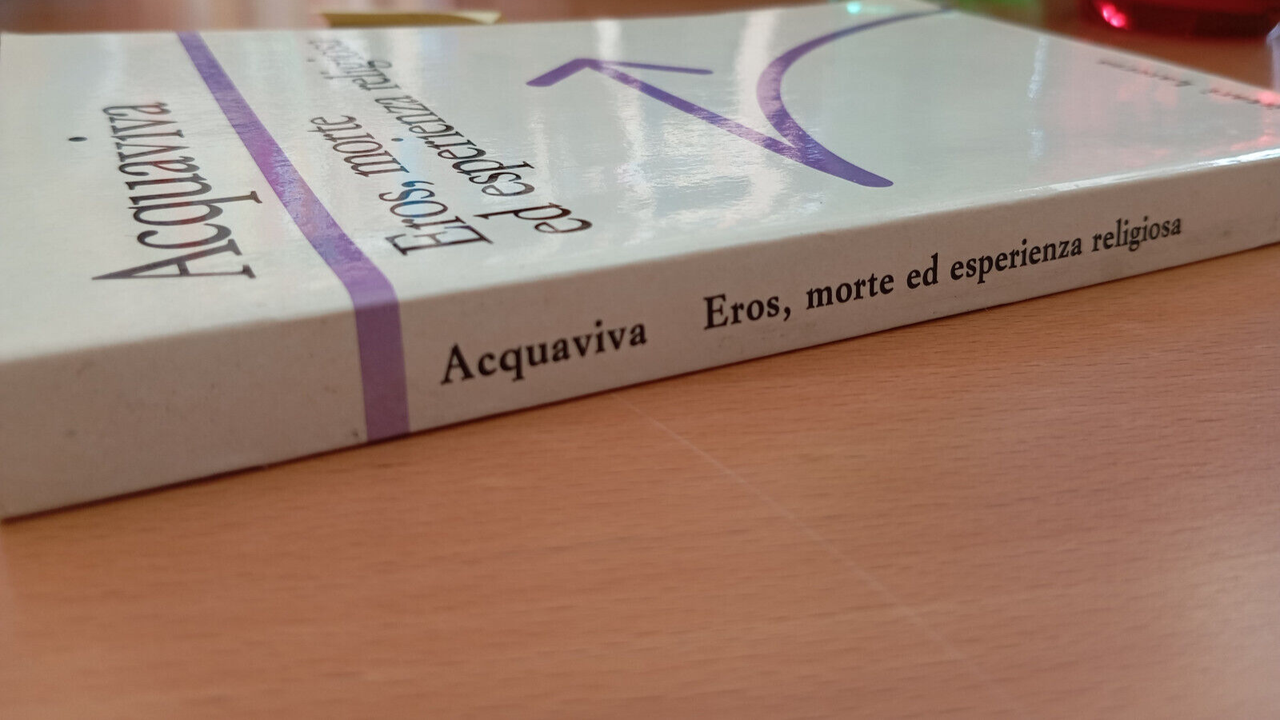 Acquaviva
Eros, morte
ed esperienza religiosa
Acquaviva Eros, morte ed esperienza religiosa